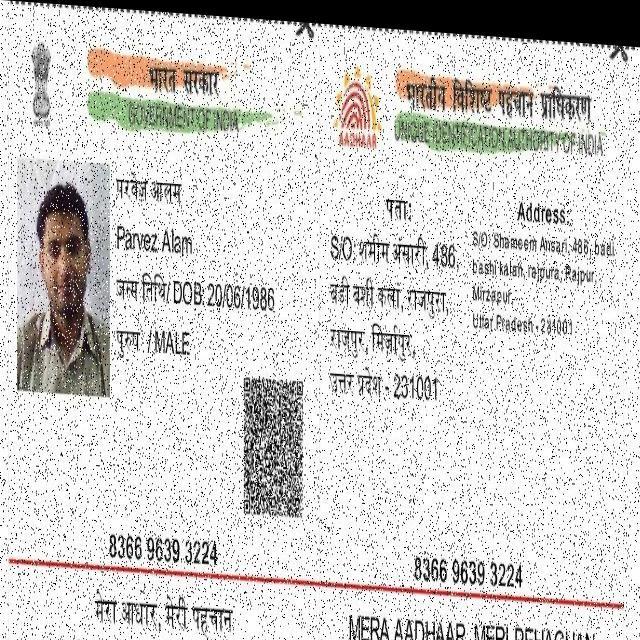 भारत सरकार
GOVERNMENT OF INDIA
परवेज़ आलम
Parvez Alam
जन्म तिथि/ DOB: 20/06/1986
पुरुष / MALE
8366 9639 3224
मेरा आधार, मेरी पहचान
भारतीय विशिष्ट पहचान प्राधिकरण
UNIQUE IDENTIFICATION AUTHORITY OF INDIA
AADHAAR
पता:
S/O: शमीम अंसारी, 486,
बड़ी बशी कला, राजपुरा,
राजपुर, मिर्ज़ापुर,
उत्तर प्रदेश - 231001
Address:
S/O: Shameem Ansari, 486, badi
bashi kalan, rajpura, Rajpur,
Mirzapur,
Uttar Pradesh - 231001
8366 9639 3224
MERA AADHAAR, MERI PEHACHAN